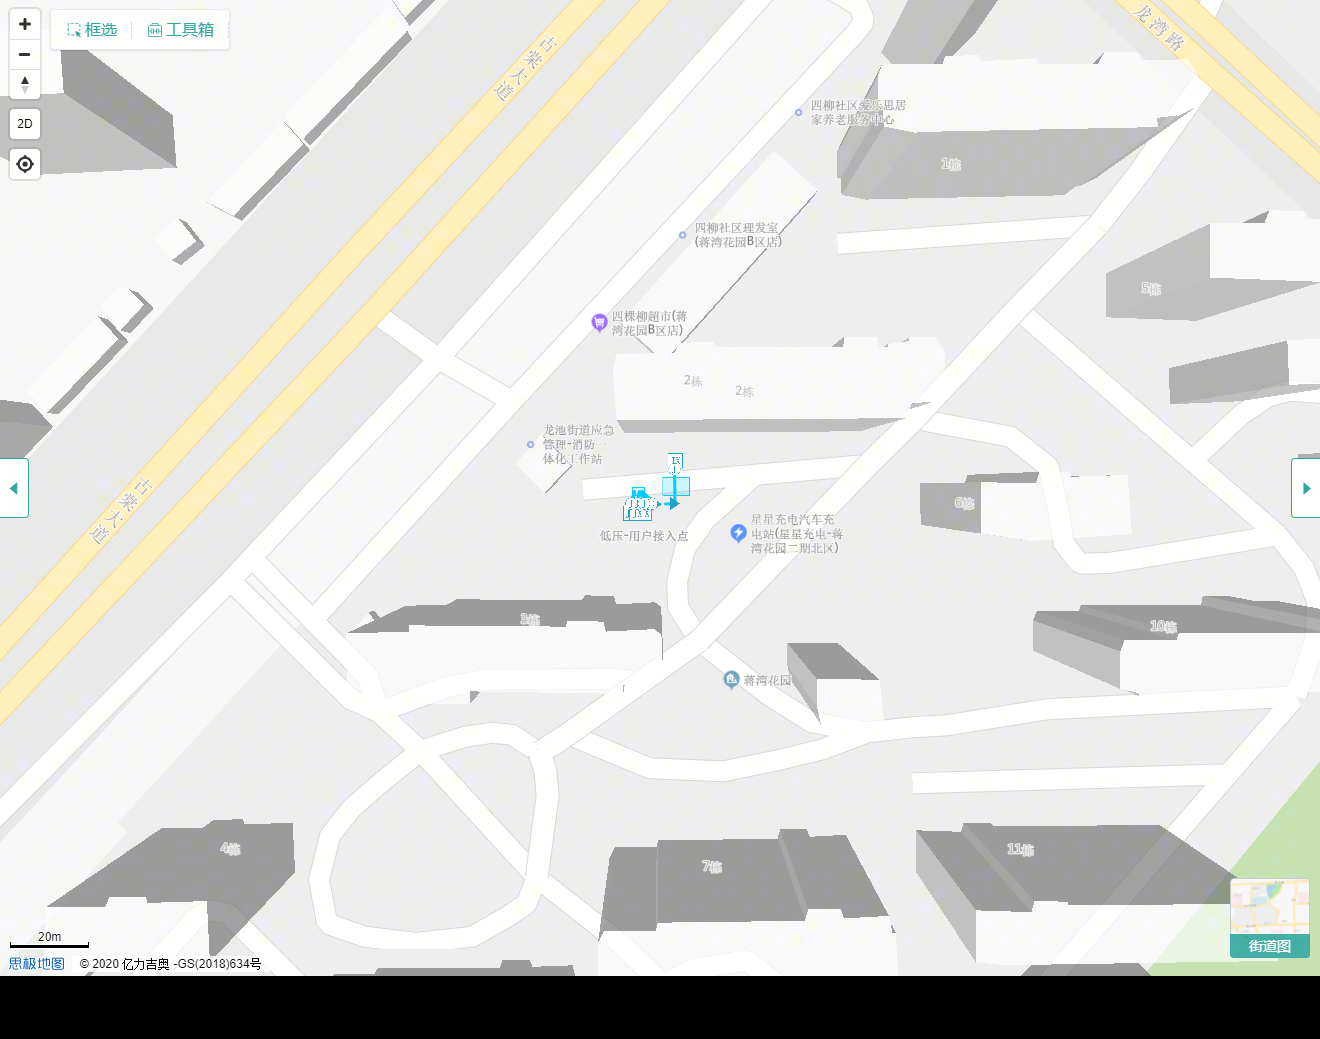 框选
工具箱
2D
古棠大道
龙湾路
四柳社区爱乐思居
家养老服务中心
1栋
四柳社区理发室
(蒋湾花园B区店)
5栋
四棵柳超市(蒋
湾花园B区店)
2栋
2栋
龙池街道应急
管理-消防一
体化工作站
古棠大道
6栋
星星充电汽车充
电站(星星充电-蒋
湾花园二期北区)
低压-用户接入点
3栋
10栋
蒋湾花园
4栋
7栋
11栋
20m
思极地图
© 2020 亿力吉奥 -GS(2018)634号
街道图